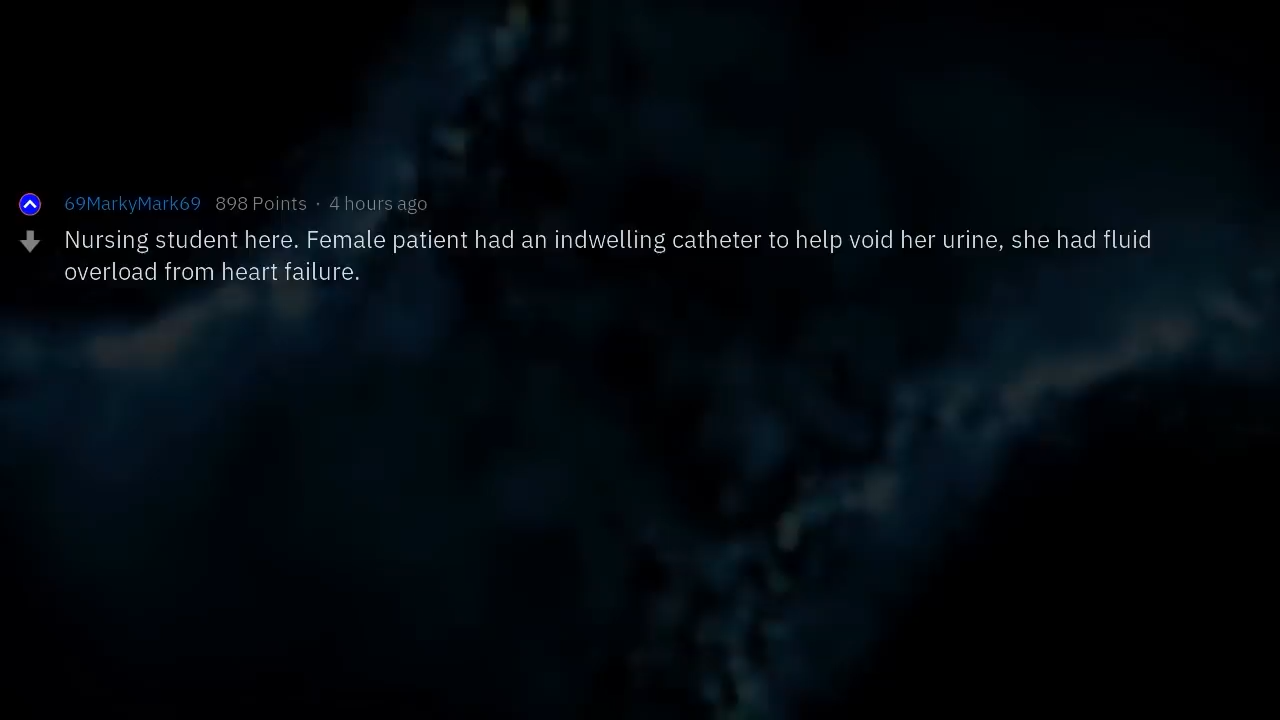 69MarkyMark69 898 Points · 4 hours ago
Nursing student here. Female patient had an indwelling catheter to help void her urine, she had fluid
overload from heart failure.